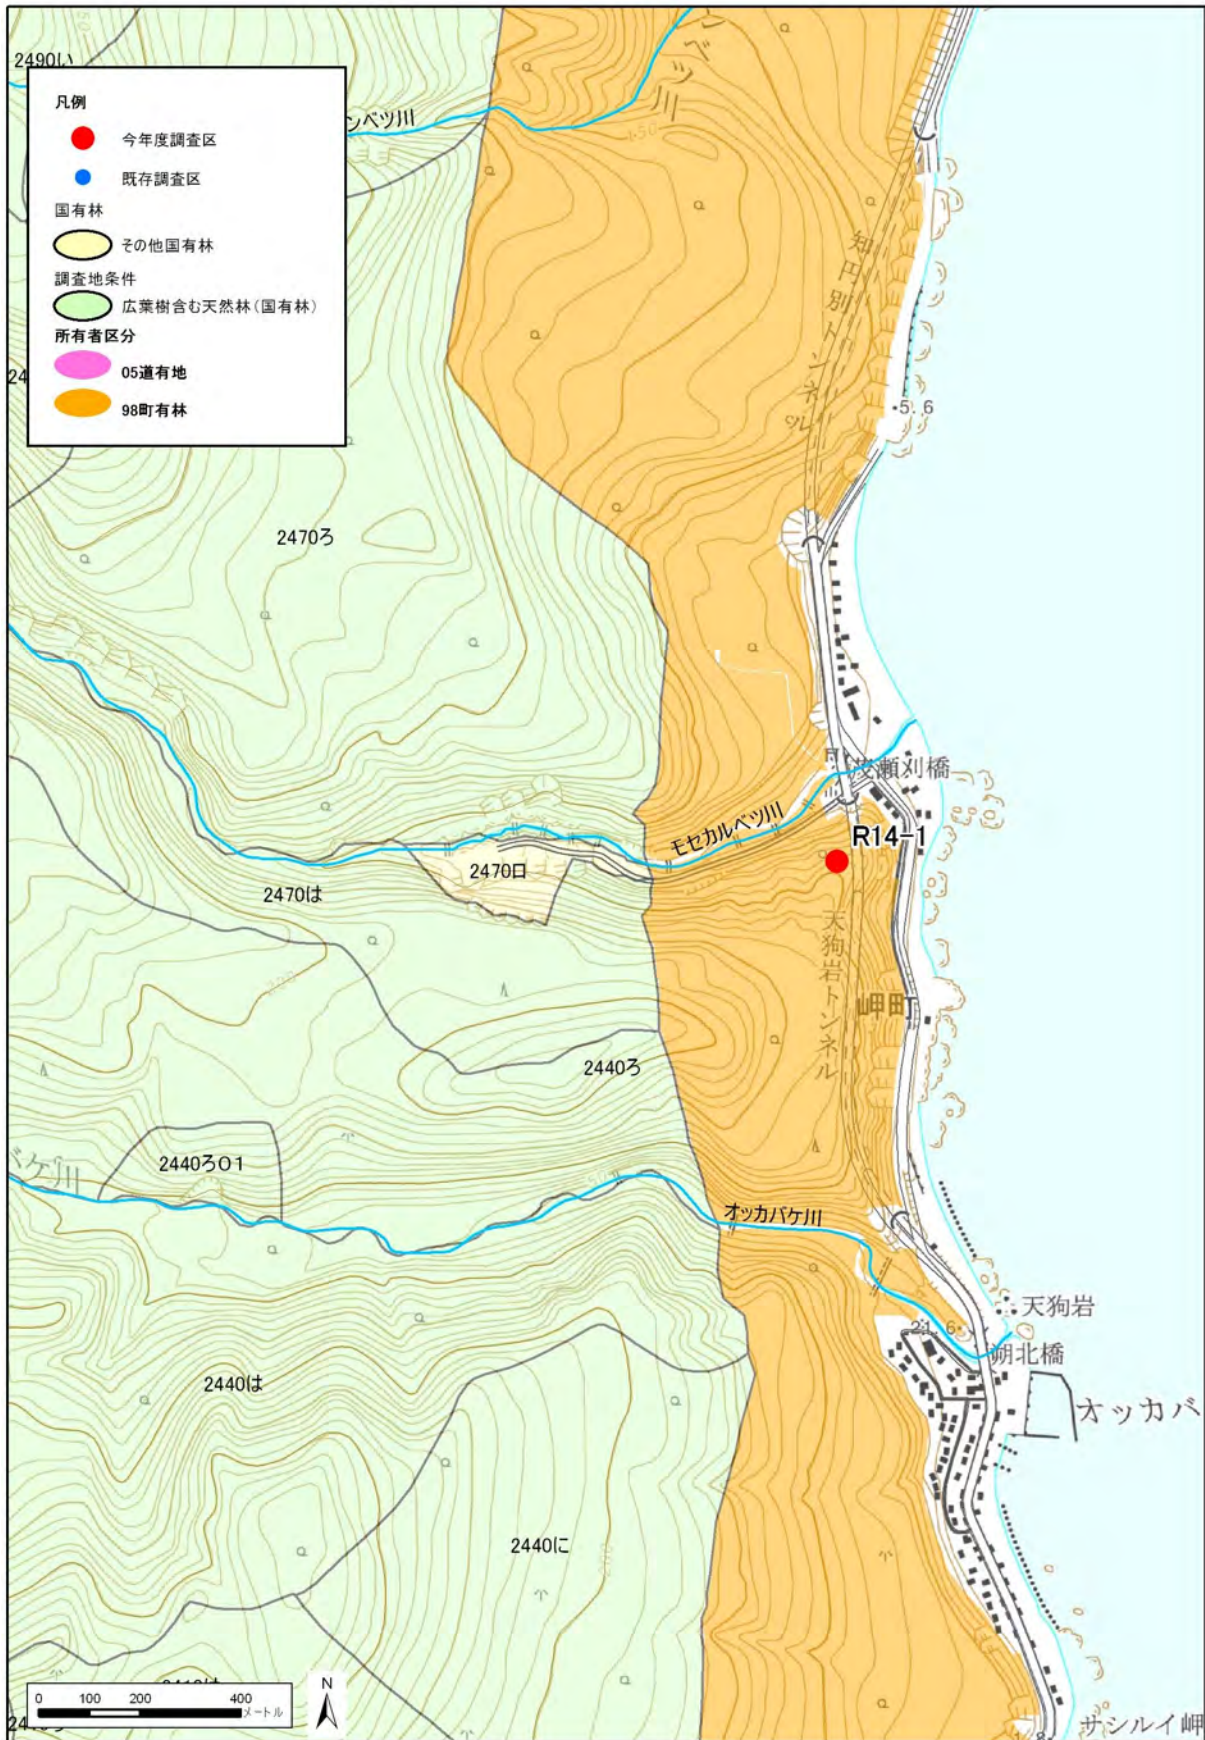 2490い
凡例
今年度調査区
既存調査区
国有林
その他国有林
調査地条件
広葉樹含む天然林(国有林)
所有者区分
05道有地
98町有林
ンベツ川
ンベツ川
150
知円別トンネル
5.6
2470ろ
茂瀬刈橋
モセカルベツ川
R14-1
2470ロ
2470は
天狗岩トンネル
岬町
200
2440ろ
2440ろ01
バケ川
オッカバケ川
天狗岩
21.6
朔北橋
2440は
オッカバ
2440に
200
0 100 200 400
メートル
N
サシルイ岬